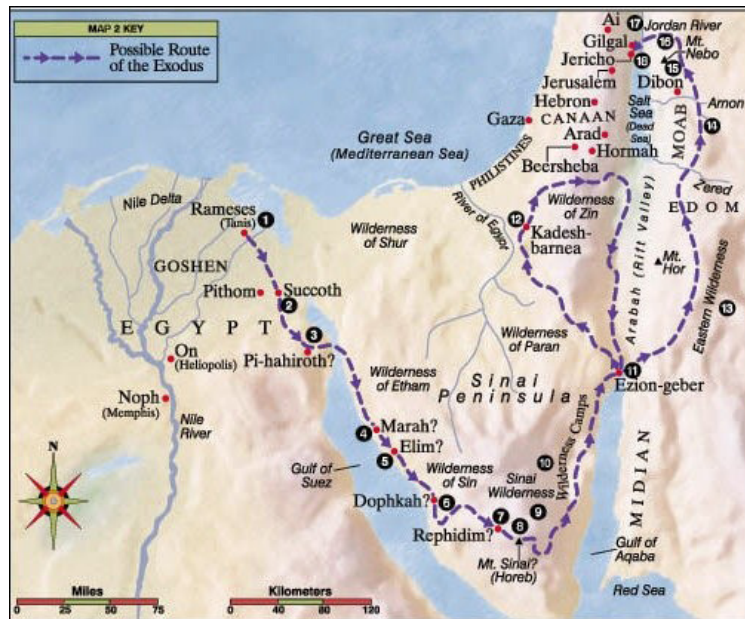 MAP 2 KEY
Possible Route
of the Exodus
Ai
17
Jordan River
Gilgal
16
Mt.
Nebo
Jericho
18
15
Jerusalem
Dibon
Hebron
Salt
Sea
(Dead
Sea)
Arnon
Gaza
CANAAN
MOAB
14
Great Sea
(Mediterranean Sea)
Arad
PHILISTINES
Beersheba
Hormah
Zered
EDOM
Nile Delta
Rameses
(Tanis)
1
River of Egypt
12
Wilderness
of Zin
Kadesh-
barnea
Wilderness
of Shur
Arabah (Rift Valley)
Mt.
Hor
GOSHEN
Pithom
Succoth
2
Eastern Wilderness
13
EGYPT
3
Pi-hahiroth?
On
(Heliopolis)
Wilderness
of Paran
Wilderness
of Etham
Sinai
Peninsula
11
Ezion-geber
Noph
(Memphis)
Nile
River
4
Marah?
5
Elim?
Wilderness Camps
10
N
Gulf of
Suez
Wilderness
of Sin
Sinai
Wilderness
MIDIAN
Dophkah?
6
7
8
9
Rephidim?
Mt. Sinai?
(Horeb)
Gulf of
Aqaba
Red Sea
Miles
0 25 50 75
Kilometers
0 40 80 120